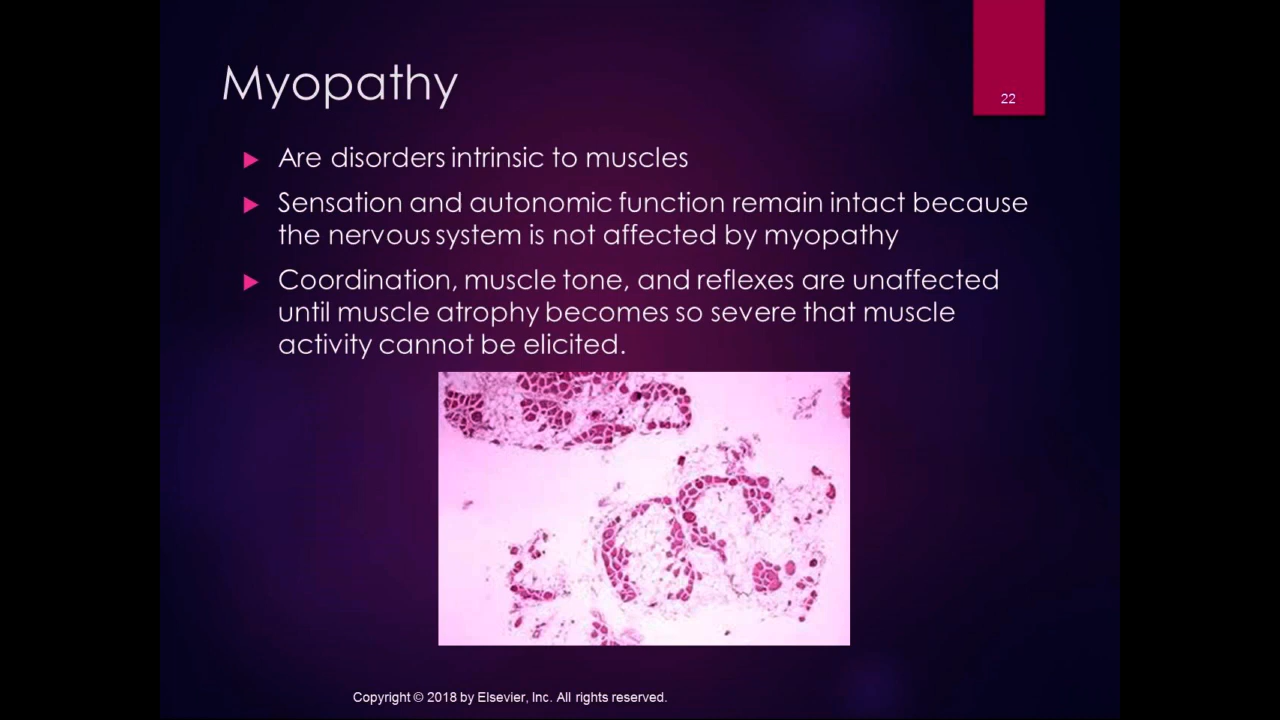 Myopathy
22
Are disorders intrinsic to muscles
Sensation and autonomic function remain intact because
the nervous system is not affected by myopathy
Coordination, muscle tone, and reflexes are unaffected
until muscle atrophy becomes so severe that muscle
activity cannot be elicited.
Copyright © 2018 by Elsevier, Inc. All rights reserved.